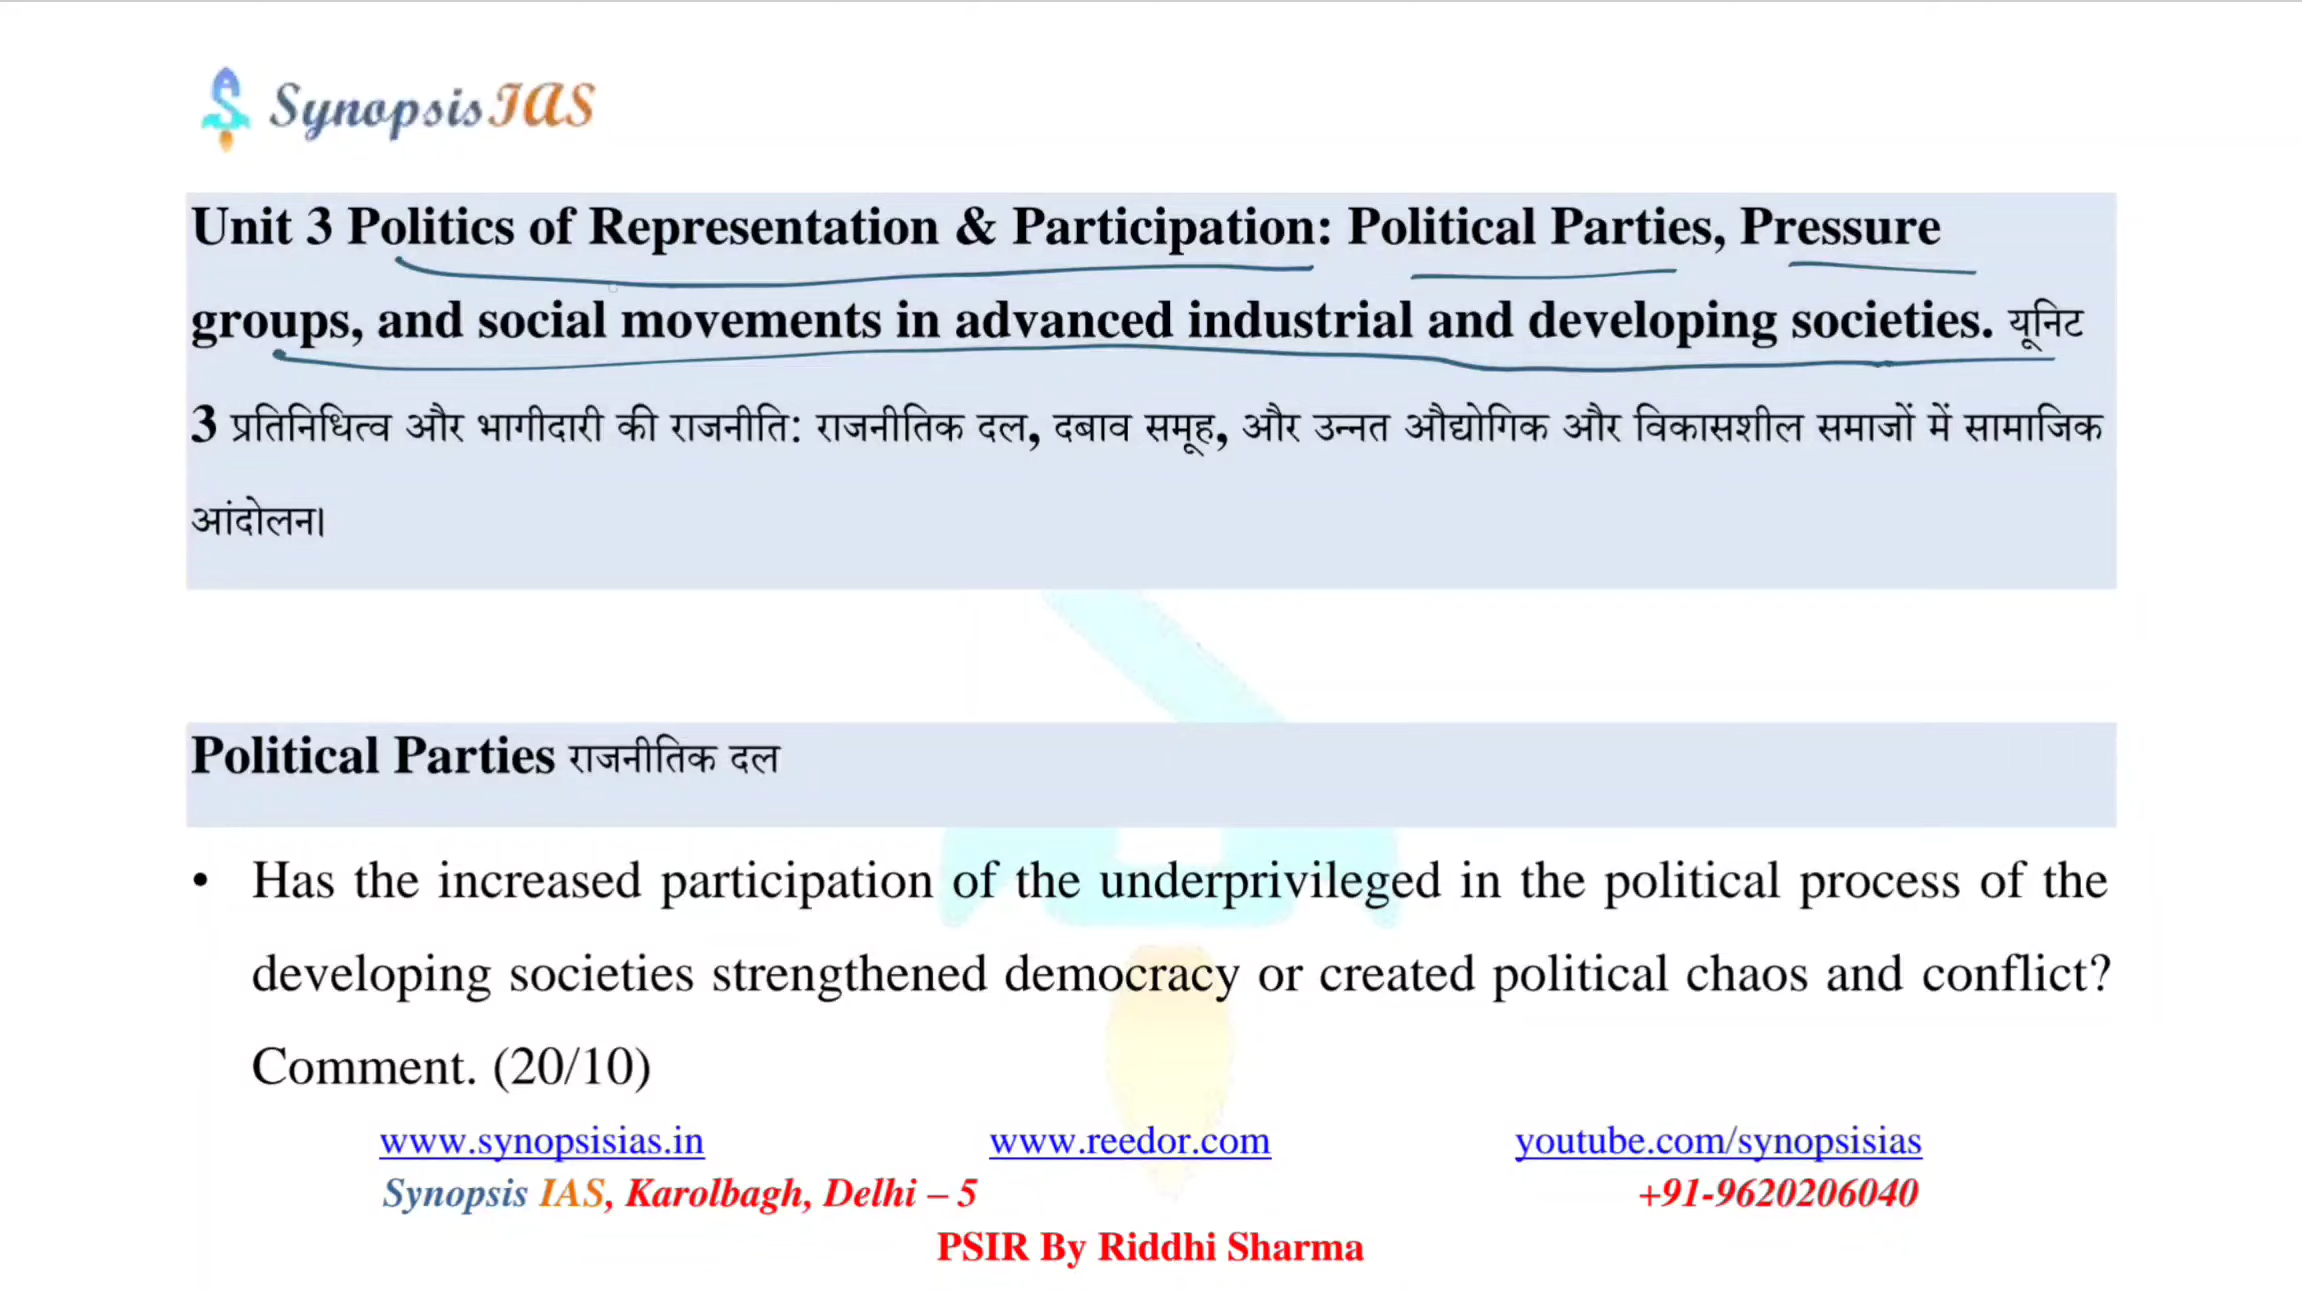 Synopsis IAS
Unit 3 Politics of Representation & Participation: Political Parties, Pressure
groups, and social movements in advanced industrial and developing societies. यूनिट
3 प्रतिनिधित्व और भागीदारी की राजनीति: राजनीतिक दल, दबाव समूह, और उन्नत औद्योगिक और विकासशील समाजों में सामाजिक
आंदोलन।
Political Parties राजनीतिक दल
• Has the increased participation of the underprivileged in the political process of the
developing societies strengthened democracy or created political chaos and conflict?
Comment. (20/10)
www.synopsisias.in www.reedor.com youtube.com/synopsisias
Synopsis IAS, Karolbagh, Delhi – 5 +91-9620206040
PSIR By Riddhi Sharma